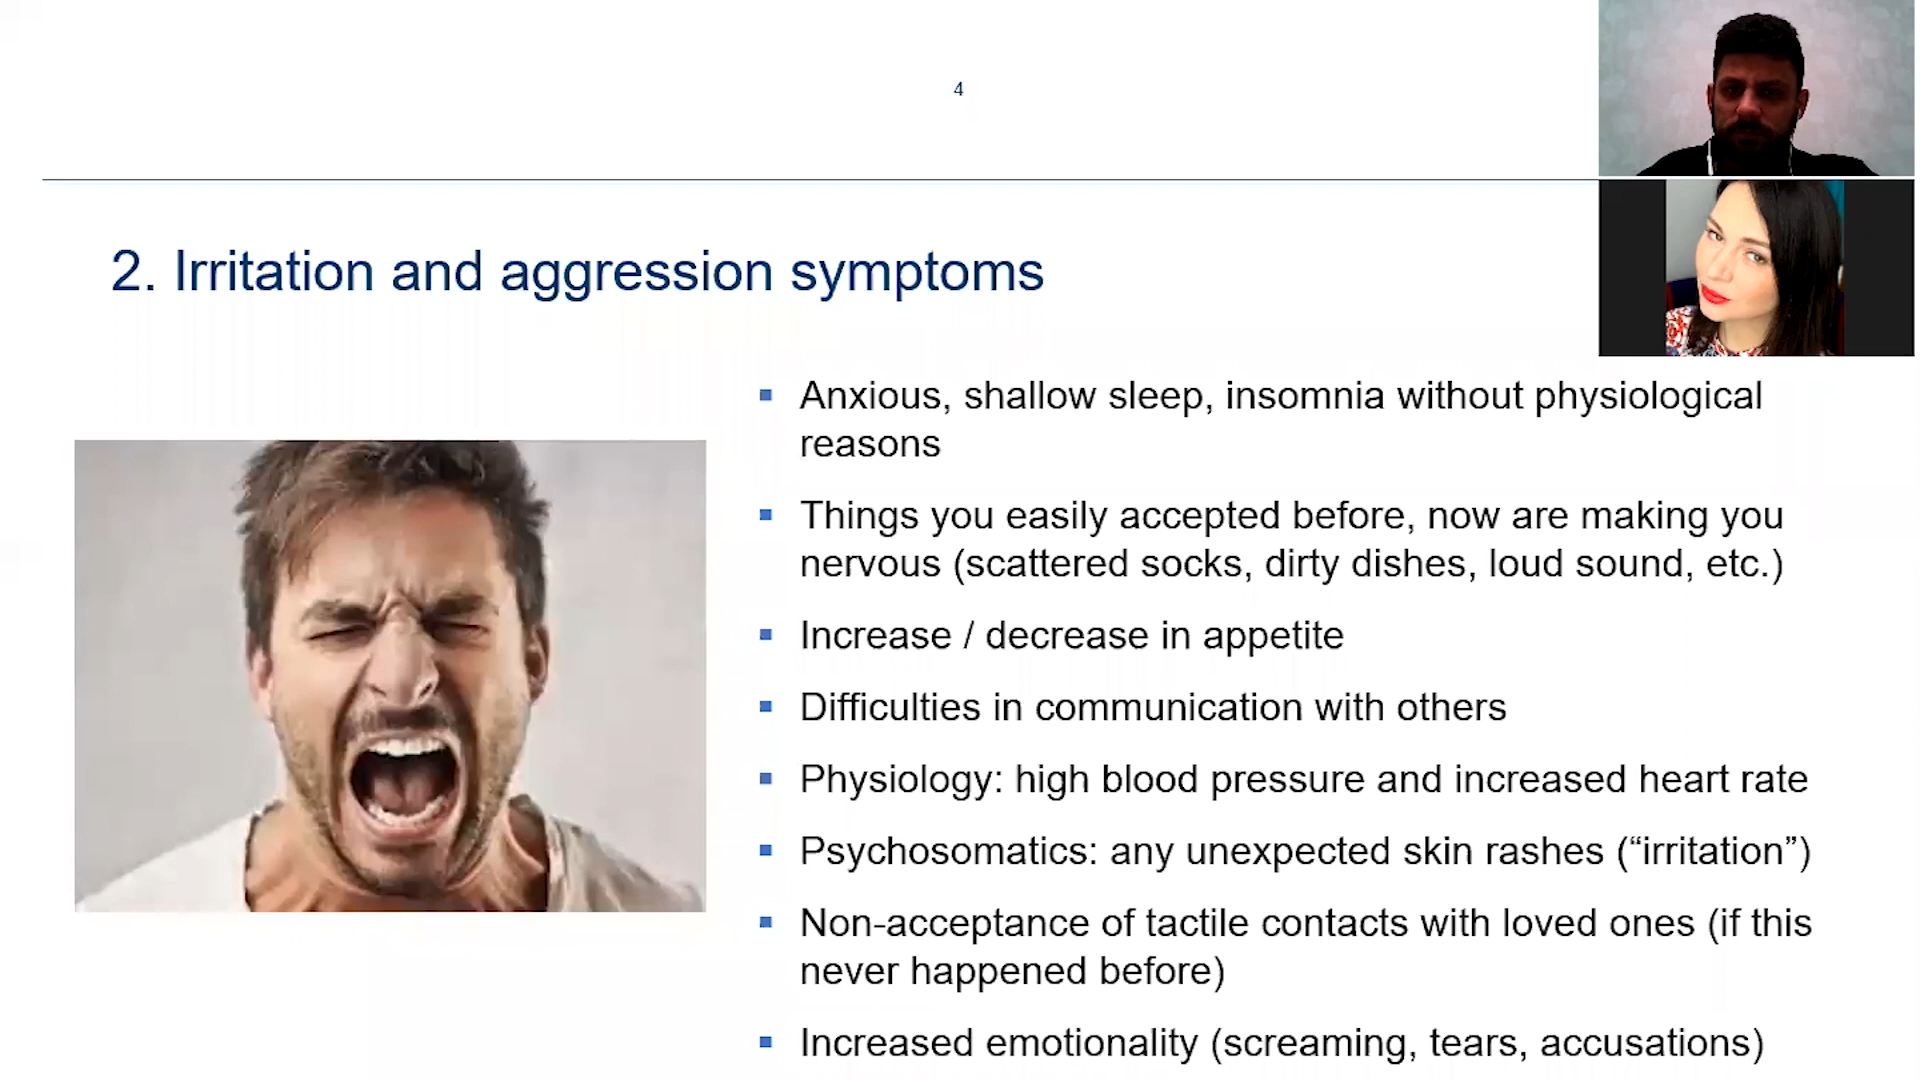 4
2. Irritation and aggression symptoms
▪ Anxious, shallow sleep, insomnia without physiological
reasons
▪ Things you easily accepted before, now are making you
nervous (scattered socks, dirty dishes, loud sound, etc.)
▪ Increase / decrease in appetite
▪ Difficulties in communication with others
▪ Physiology: high blood pressure and increased heart rate
▪ Psychosomatics: any unexpected skin rashes (“irritation”)
▪ Non-acceptance of tactile contacts with loved ones (if this
never happened before)
▪ Increased emotionality (screaming, tears, accusations)